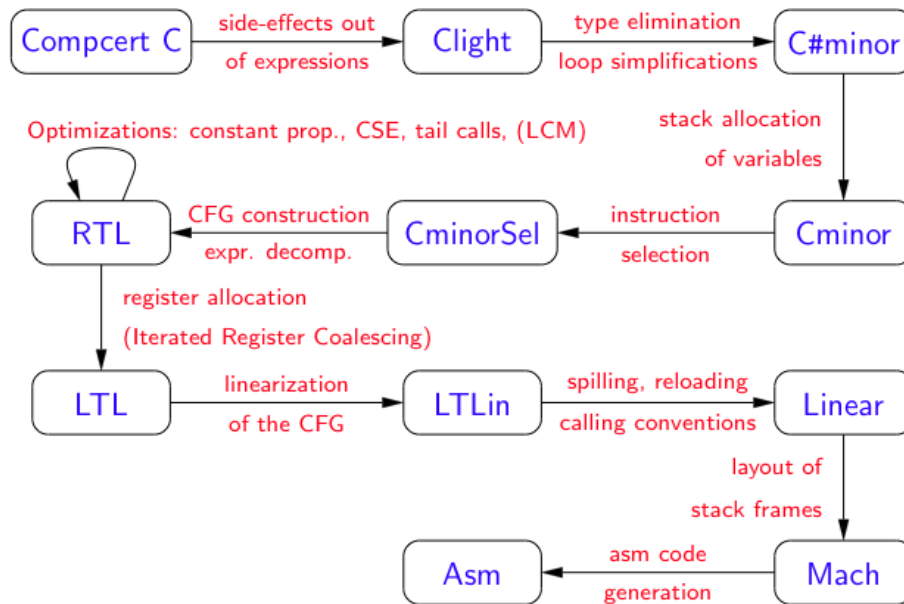 Compcert C
side-effects out
of expressions
Clight
type elimination
loop simplifications
C#minor
stack allocation
of variables
Optimizations: constant prop., CSE, tail calls, (LCM)
RTL
CFG construction
expr. decomp.
CminorSel
instruction
selection
Cminor
register allocation
(Iterated Register Coalescing)
LTL
linearization
of the CFG
LTLin
spilling, reloading
calling conventions
Linear
layout of
stack frames
Asm
asm code
generation
Mach